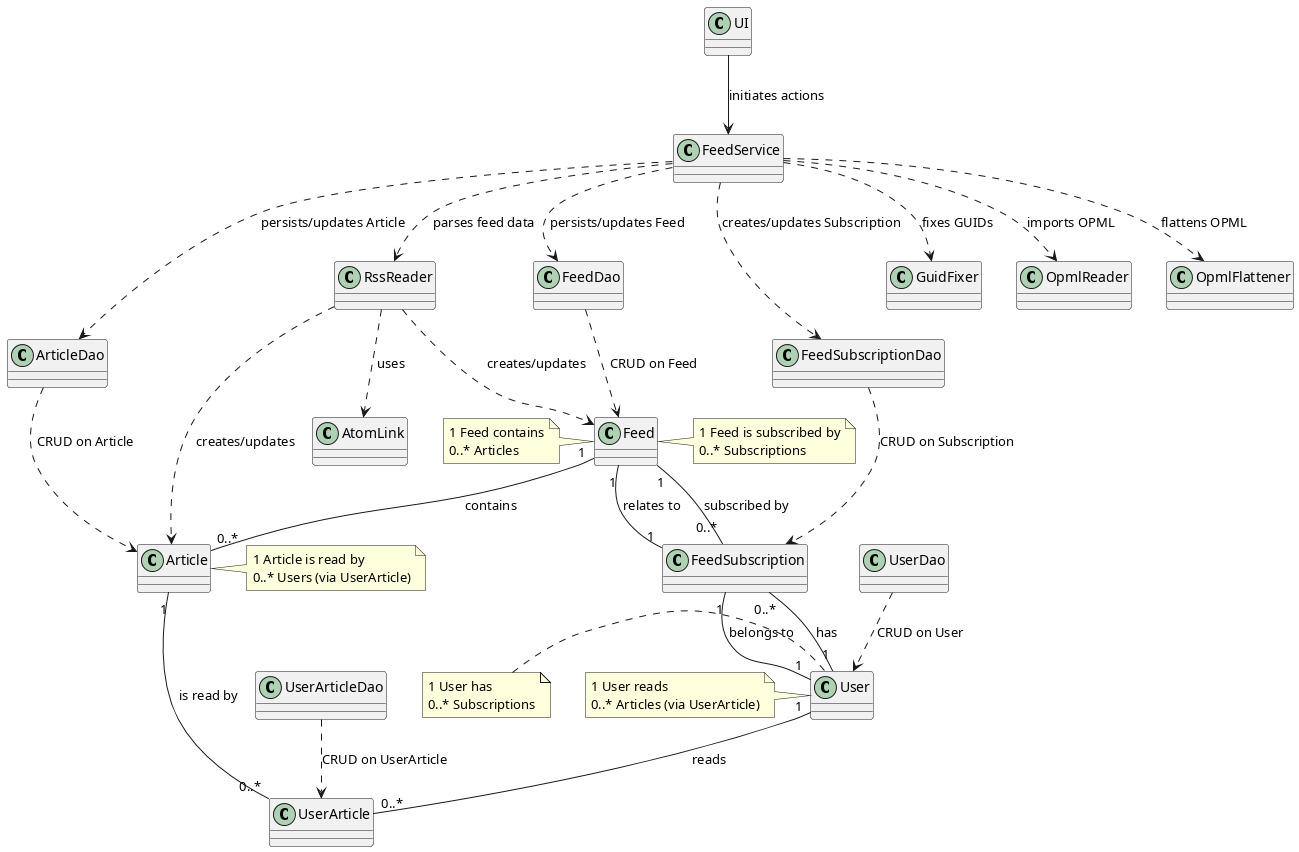 C UI
initiates actions
C FeedService
persists/updates Article
parses feed data
persists/updates Feed
creates/updates Subscription
fixes GUIDs
imports OPML
flattens OPML
C RssReader
C FeedDao
C GuidFixer
C OpmlReader
C OpmlFlattener
C ArticleDao
C FeedSubscriptionDao
uses
creates/updates
CRUD on Feed
CRUD on Article
creates/updates
C AtomLink
1 Feed contains
0..* Articles
C Feed
1 Feed is subscribed by
0..* Subscriptions
CRUD on Subscription
1
1
1
contains
relates to
subscribed by
0..*
1
0..*
C Article
1 Article is read by
0..* Users (via UserArticle)
C FeedSubscription
C UserDao
1
1
0..*
belongs to
has
CRUD on User
1
1
is read by
C UserArticleDao
1 User has
0..* Subscriptions
1 User reads
0..* Articles (via UserArticle)
C User
1
CRUD on UserArticle
reads
0..*
0..*
C UserArticle